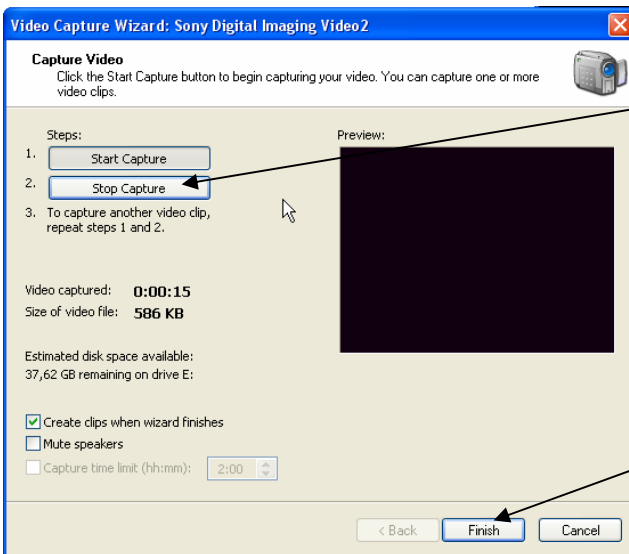 Video Capture Wizard: Sony Digital Imaging Video2
Capture Video
Click the Start Capture button to begin capturing your video. You can capture one or more
video clips.
Steps:
Preview:
1. Start Capture
2. Stop Capture
3. To capture another video clip,
repeat steps 1 and 2.
Video captured: 0:00:15
Size of video file: 586 KB
Estimated disk space available:
37,62 GB remaining on drive E:
Create clips when wizard finishes
Mute speakers
Capture time limit (hh:mm): 2:00
< Back Finish Cancel